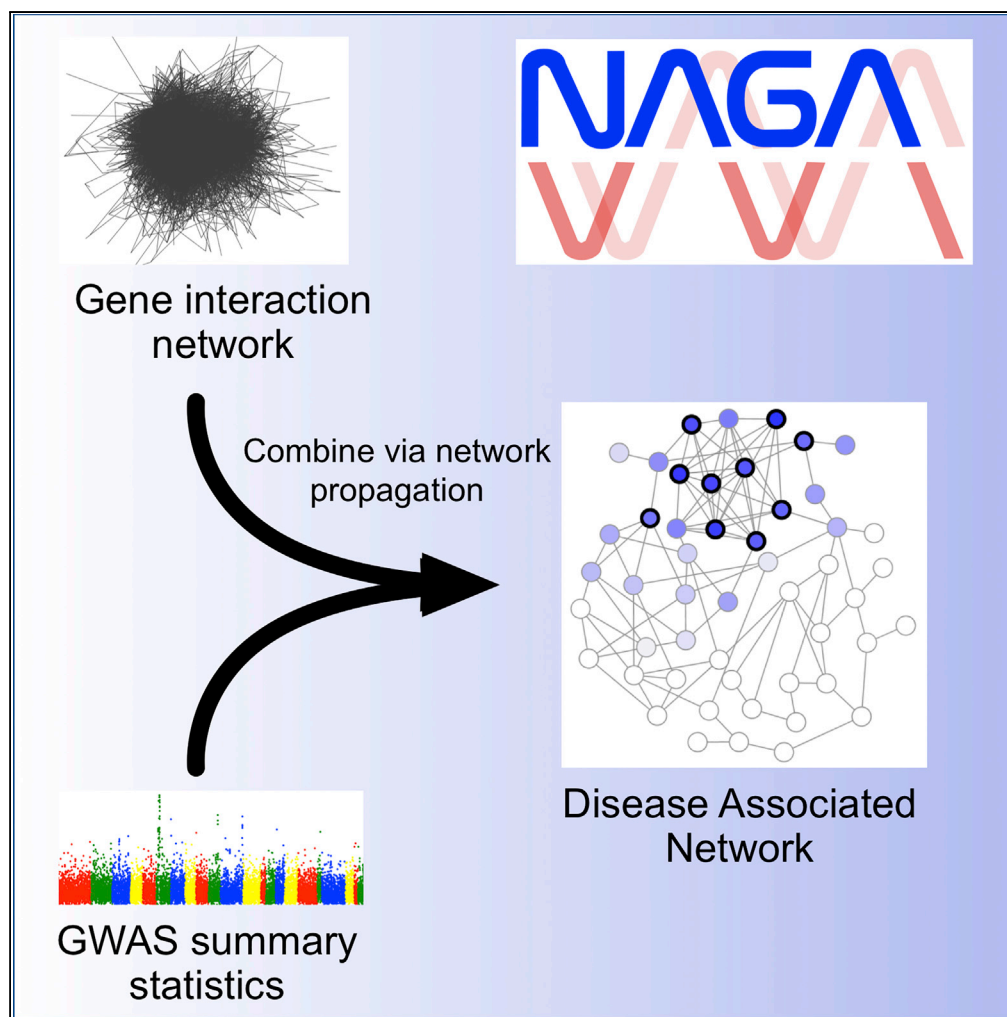 NAGA
Gene interaction
network
Combine via network
propagation
Disease Associated
Network
GWAS summary
statistics